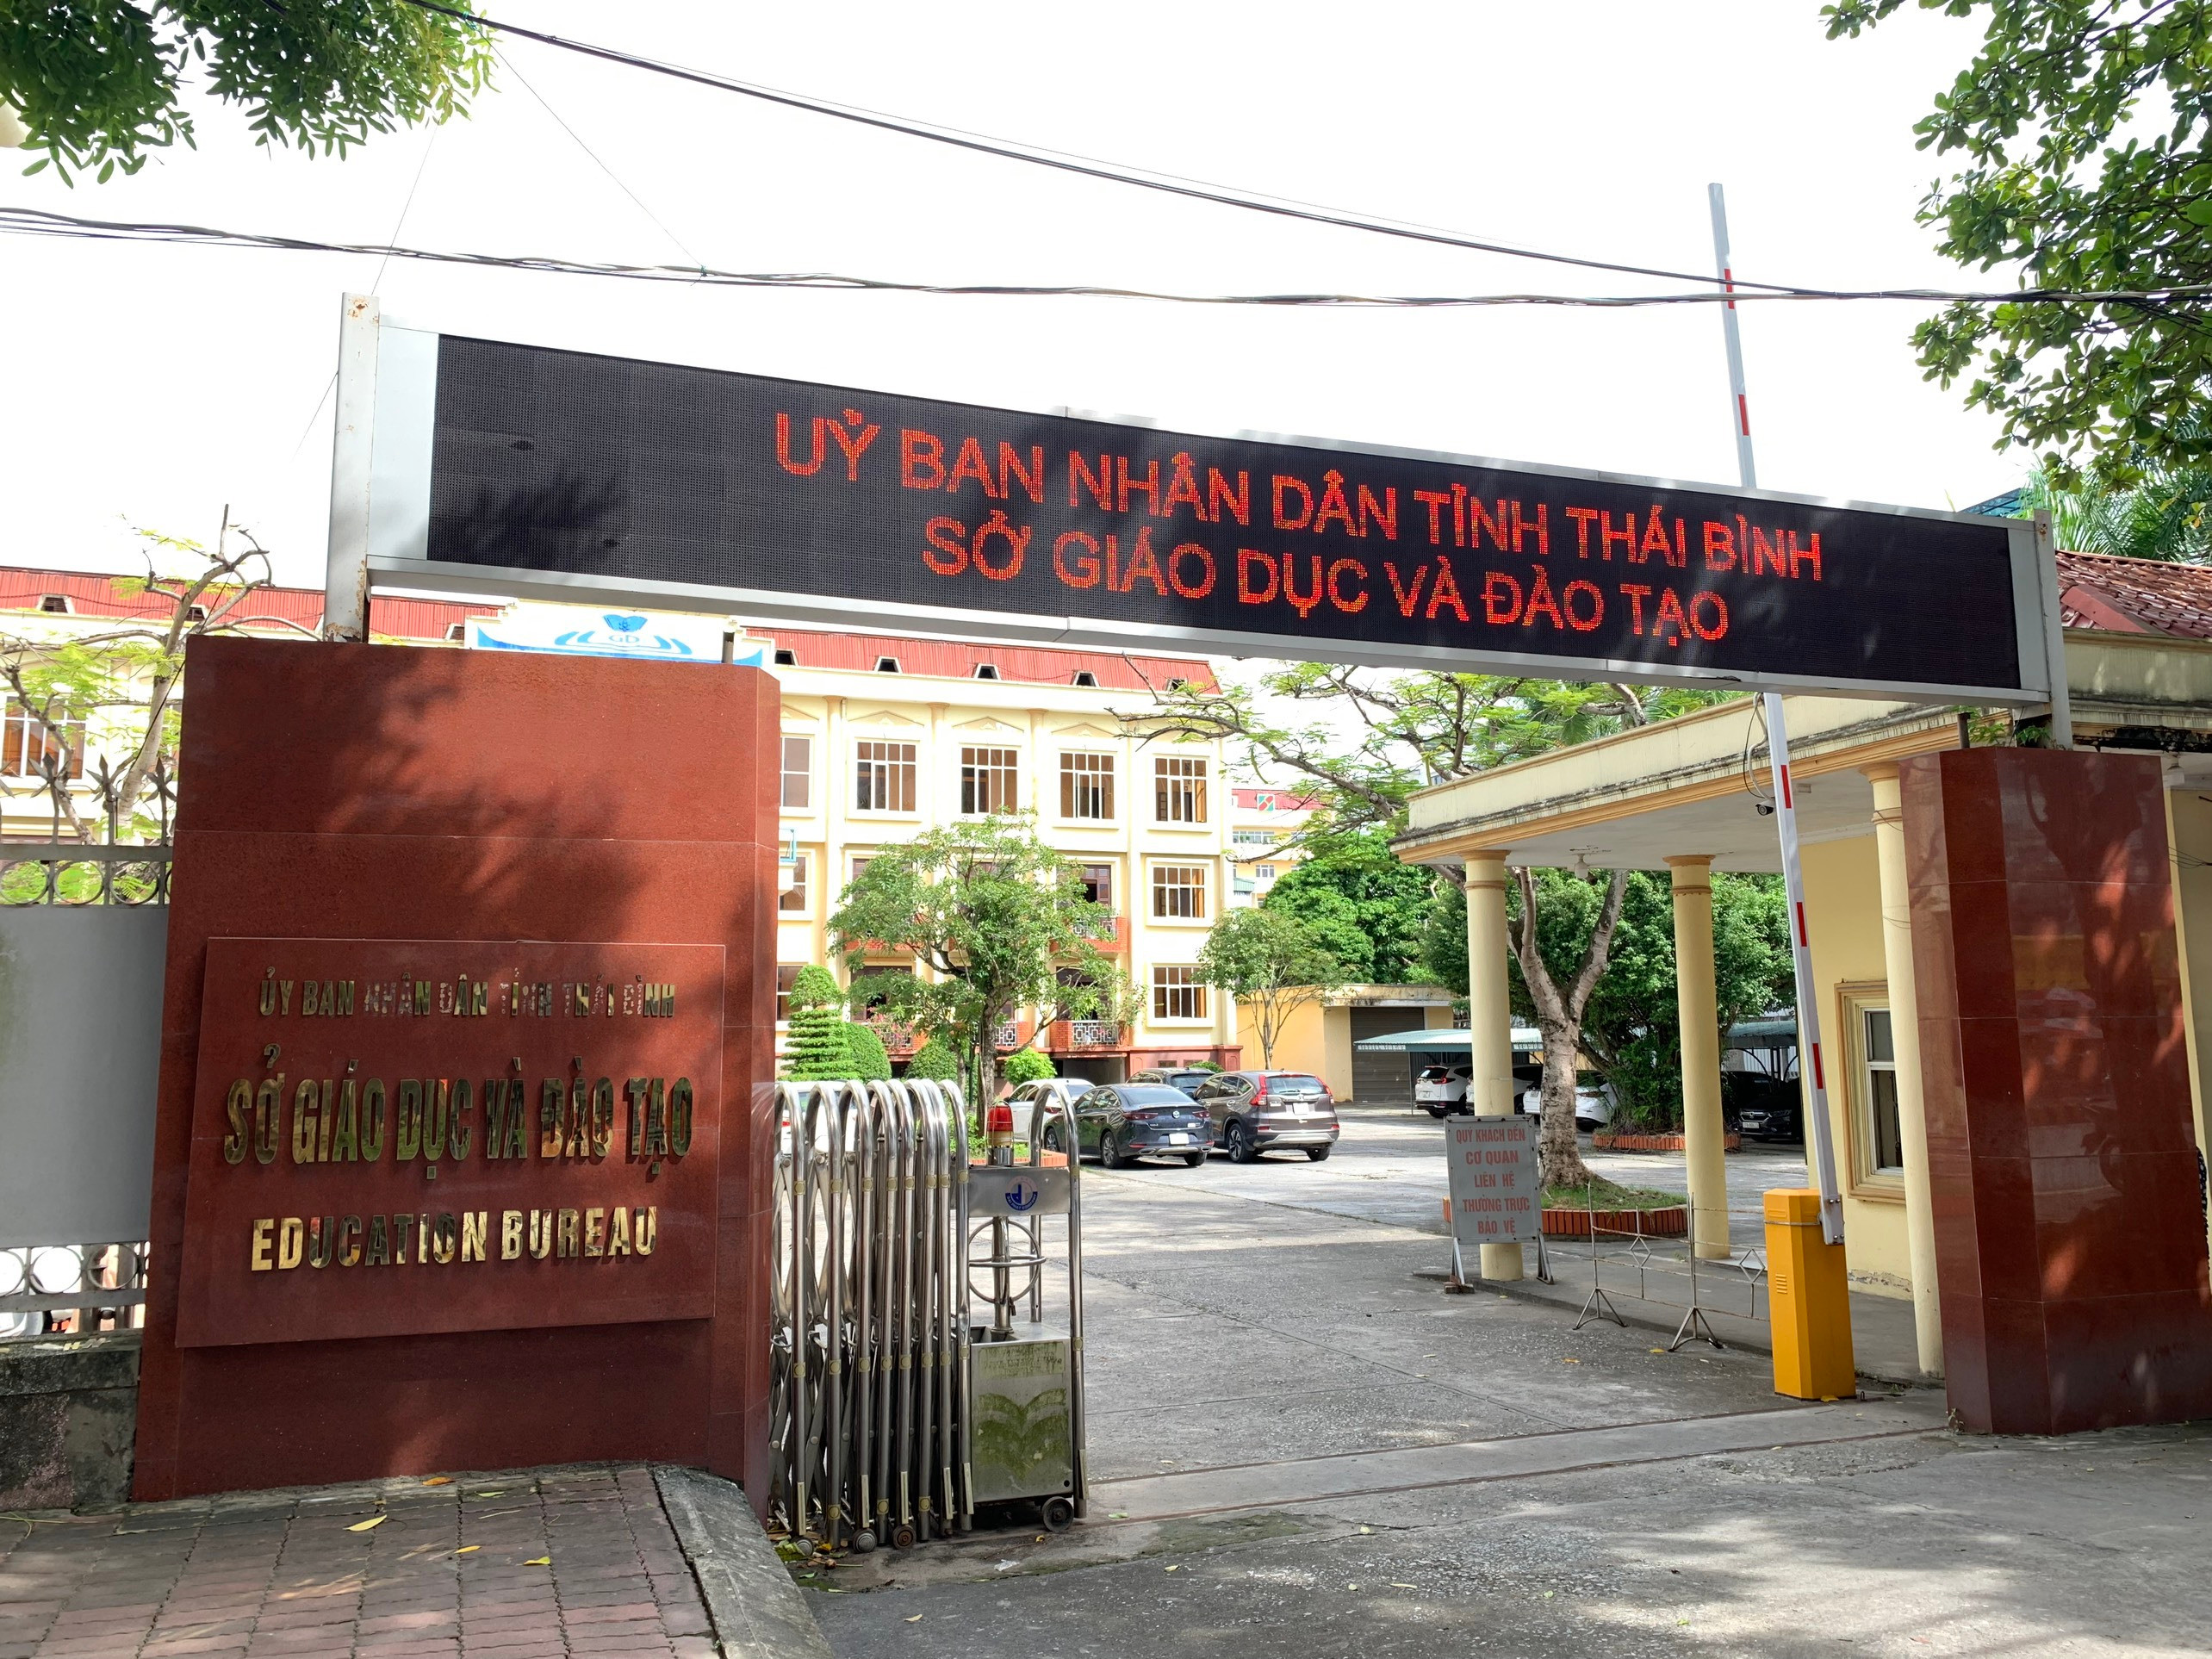 UỶ BAN NHÂN DÂN TỈNH THÁI BÌNH
SỞ GIÁO DỤC VÀ ĐÀO TẠO
GD
ỦY BAN NHÂN DÂN TỈNH THÁI BÌNH
SỞ GIÁO DỤC VÀ ĐÀO TẠO
EDUCATION BUREAU
QUÝ KHÁCH ĐẾN
CƠ QUAN
LIÊN HỆ
THƯỜNG TRỰC
BẢO VỆ